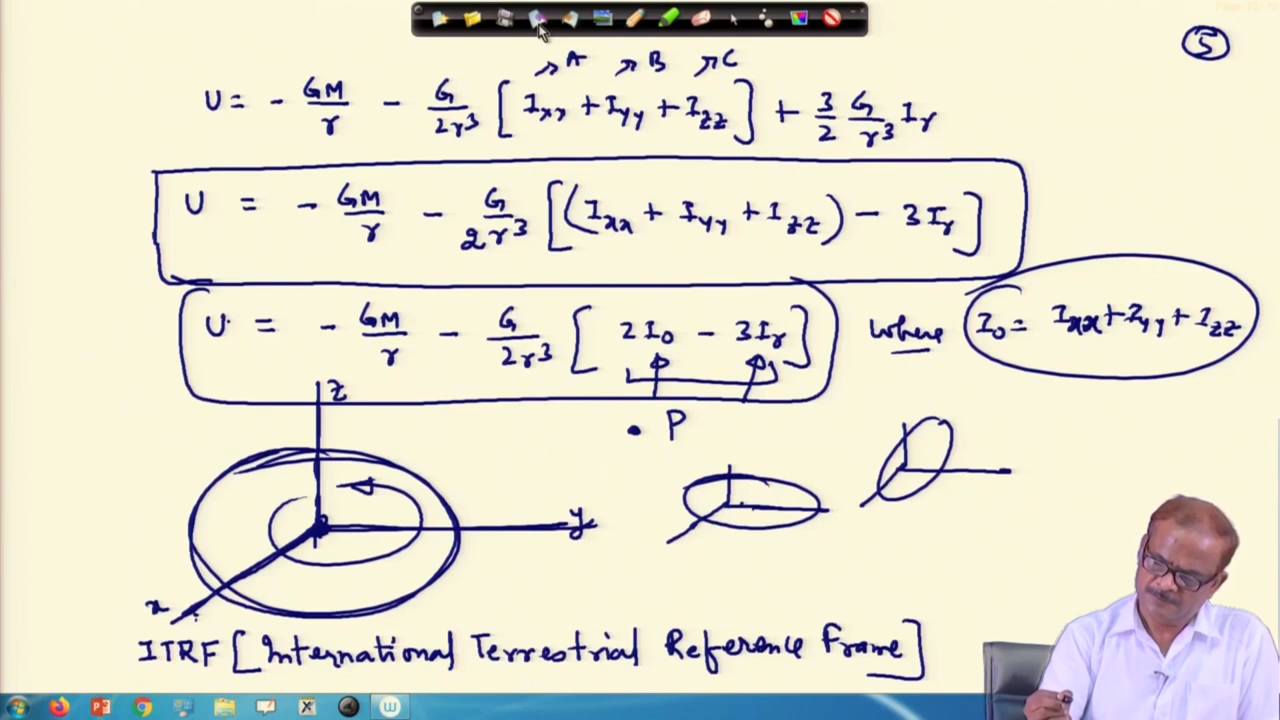 5
A B C
U = - GM/r - G/2r³ [ Ixx + Iyy + Izz ] + 3/2 G/r³ Ir
U = - GM/r - G/2r³ [ (Ixx + Iyy + Izz) - 3Ir ]
U = - GM/r - G/2r³ [ 2I₀ - 3Ir ] where I₀ = Ixx + Iyy + Izz
z
P
y
x
ITRF [International Terrestrial Reference Frame]